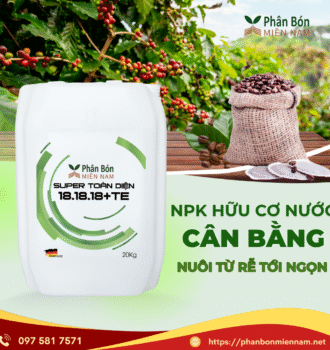 Phân Bón
MIỀN NAM
Phân Bón
MIỀN NAM
SUPER TOÀN DIỆN
18.18.18+TE
20Kg
NPK HỮU CƠ NƯỚC
CÂN BẰNG
NUÔI TỪ RỄ TỚI NGỌN
097 581 7571
https://phanbonmiennam.net